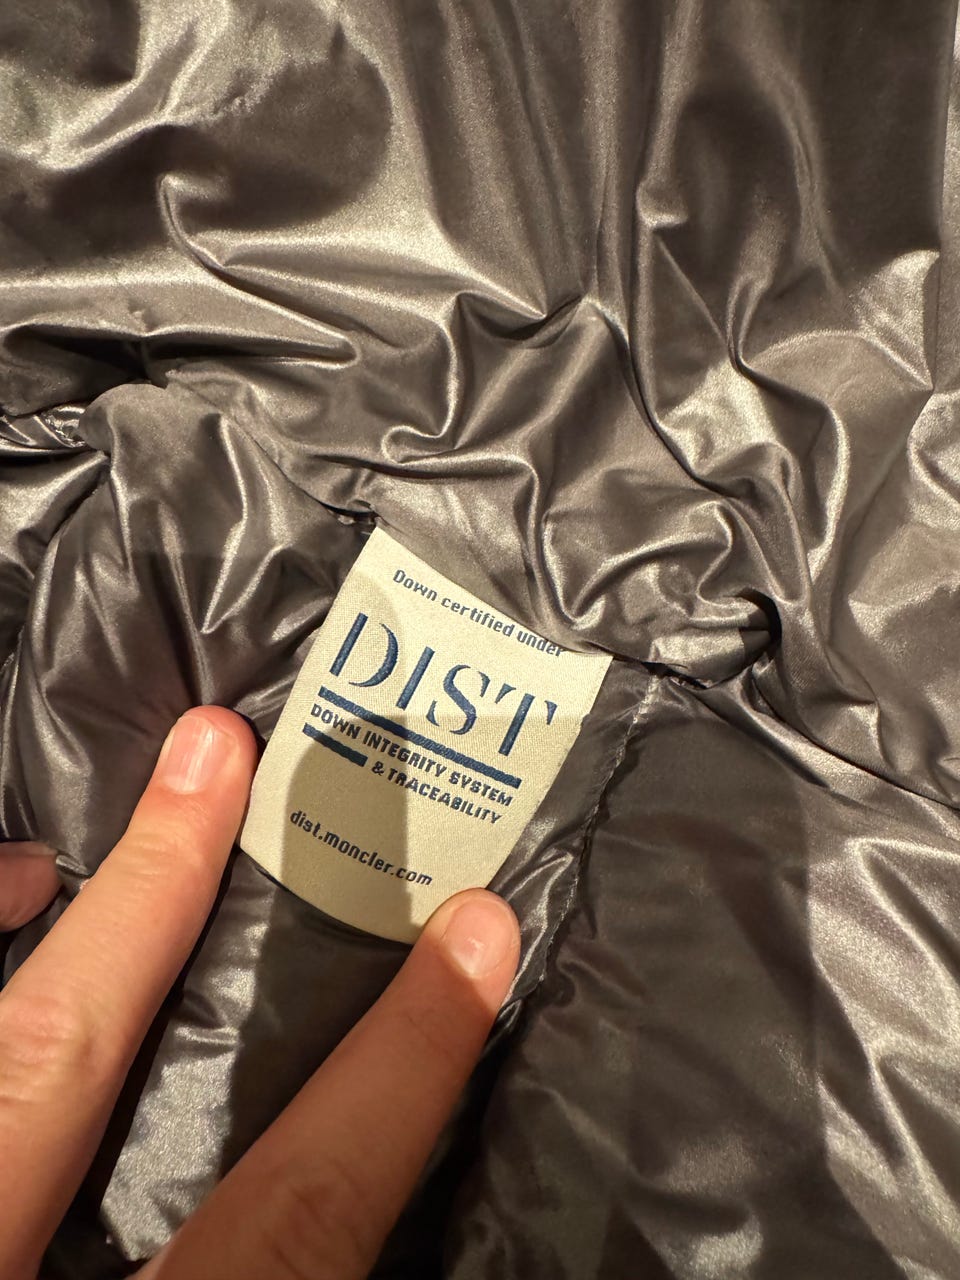 Down certified under
DIST
DOWN INTEGRITY SYSTEM
& TRACEABILITY
dist.moncler.com